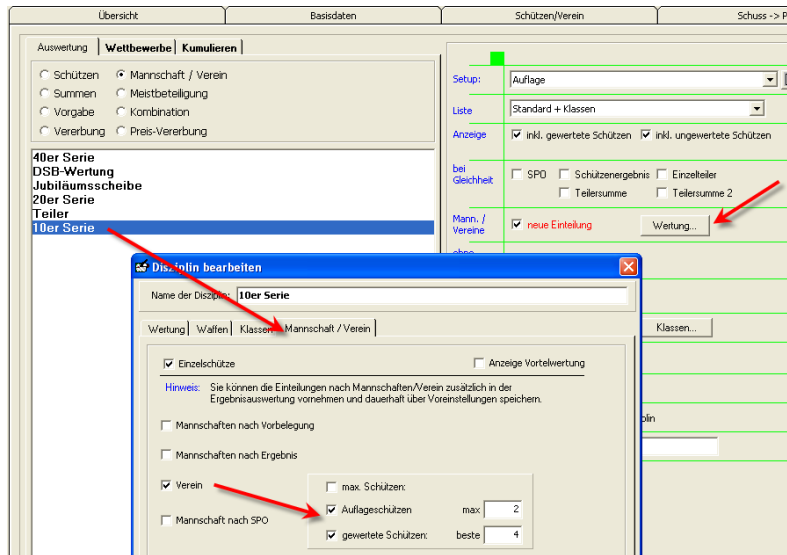 Übersicht
Basisdaten
Schützen/Verein
Schuss -> P
Auswertung
Wettbewerbe
Kumulieren
Schützen
Mannschaft / Verein
Summen
Meistbeteiligung
Vorgabe
Kombination
Vererbung
Preis-Vererbung
40er Serie
DSB-Wertung
Jubiläumsscheibe
20er Serie
Teiler
10er Serie
Setup:
Auflage
Liste
Standard + Klassen
Anzeige
inkl. gewertete Schützen
inkl. ungewertete Schützen
bei
Gleichheit
SPO
Schützenergebnis
Einzelteiler
Teilersumme
Teilersumme 2
Mann. /
Vereine
neue Einteilung
Wertung...
Klassen...
Disziplin bearbeiten
Name der Disziplin:
10er Serie
Wertung
Waffen
Klassen
Mannschaft / Verein
Einzelschütze
Anzeige Vortelwertung
Hinweis:
Sie können die Einteilungen nach Mannschaften/Verein zusätzlich in der
Ergebnisauswertung vornehmen und dauerhaft über Voreinstellungen speichern.
Mannschaften nach Vorbelegung
Mannschaften nach Ergebnis
Verein
max. Schützen:
Auflageschützen
max
2
Mannschaft nach SPO
gewertete Schützen:
beste
4